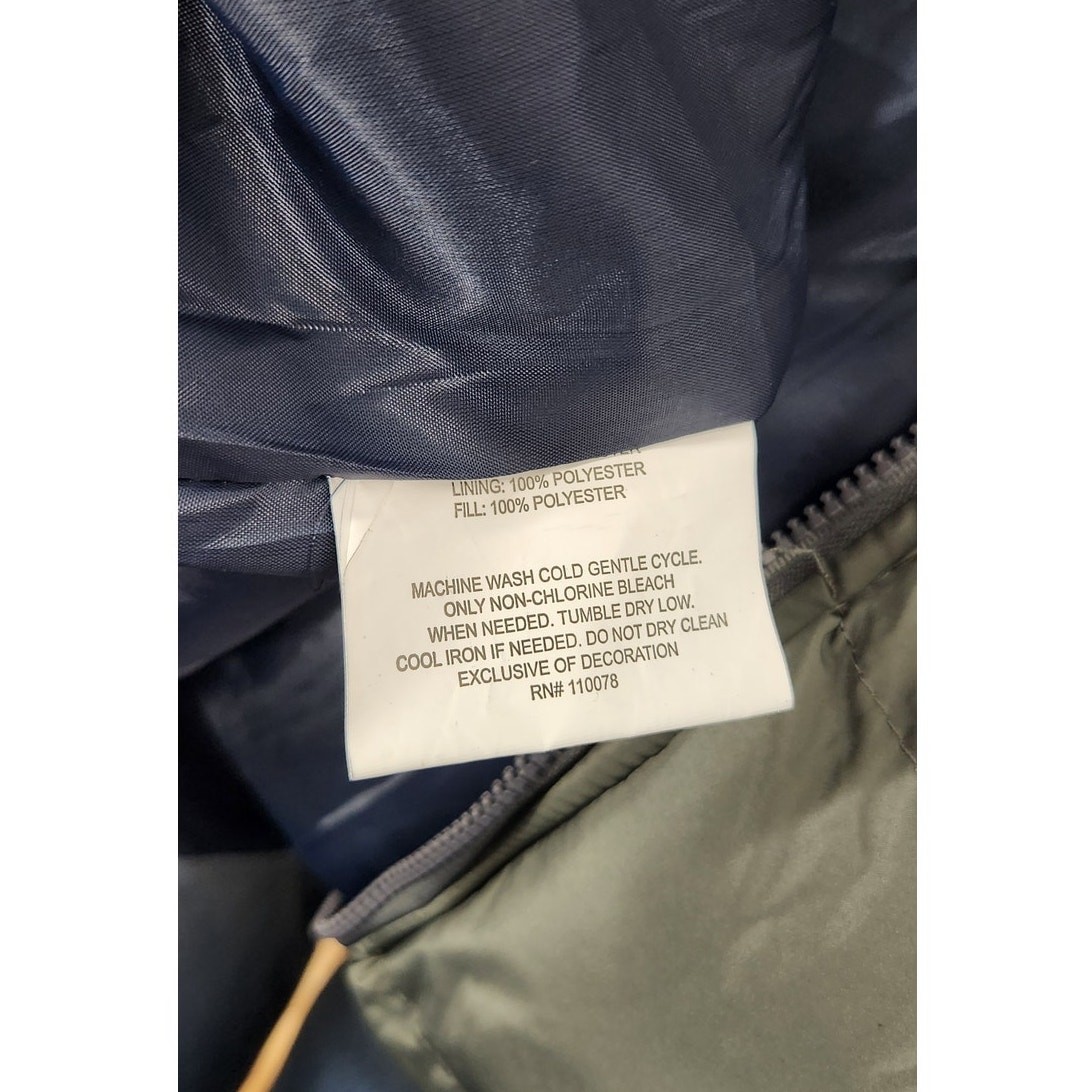 LINING: 100% POLYESTER
FILL: 100% POLYESTER
MACHINE WASH COLD GENTLE CYCLE.
ONLY NON-CHLORINE BLEACH
WHEN NEEDED. TUMBLE DRY LOW.
COOL IRON IF NEEDED. DO NOT DRY CLEAN
EXCLUSIVE OF DECORATION
RN# 110078